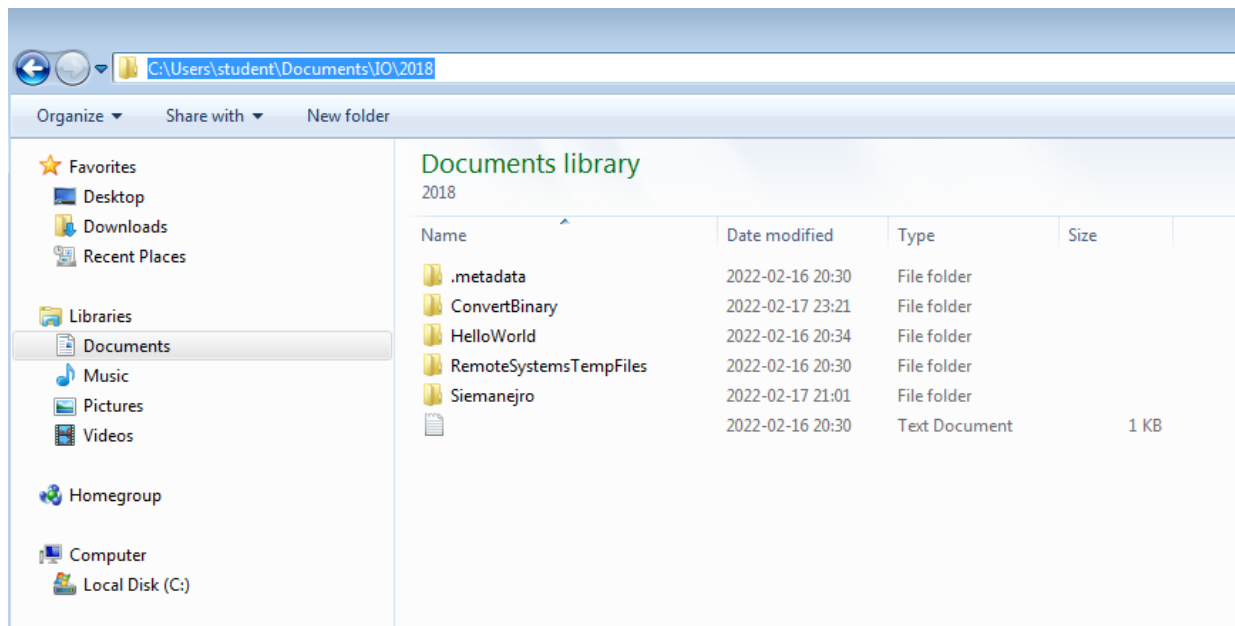 C:\Users\student\Documents\IO\2018
Organize Share with New folder
Favorites
Desktop
Downloads
Recent Places
Libraries
Documents
Music
Pictures
Videos
Homegroup
Computer
Local Disk (C:)
Documents library
2018
Name Date modified Type Size
.metadata 2022-02-16 20:30 File folder
ConvertBinary 2022-02-17 23:21 File folder
HelloWorld 2022-02-16 20:34 File folder
RemoteSystemsTempFiles 2022-02-16 20:30 File folder
Siemanejro 2022-02-17 21:01 File folder
2022-02-16 20:30 Text Document 1 KB